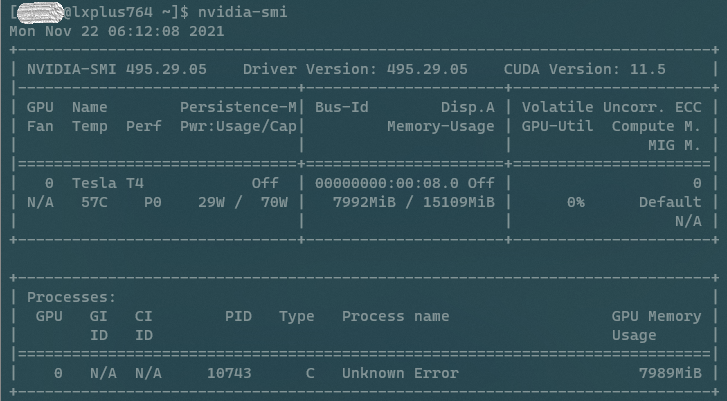 [@lxplus764 ~]$ nvidia-smi
Mon Nov 22 06:12:08 2021
+-----------------------------------------------------------------------------+
| NVIDIA-SMI 495.29.05    Driver Version: 495.29.05    CUDA Version: 11.5     |
|-------------------------------+----------------------+----------------------+
| GPU  Name        Persistence-M| Bus-Id        Disp.A | Volatile Uncorr. ECC |
| Fan  Temp  Perf  Pwr:Usage/Cap|         Memory-Usage | GPU-Util  Compute M. |
|                               |                      |               MIG M. |
|===============================+======================+======================|
|   0  Tesla T4            Off  | 00000000:00:08.0 Off |                    0 |
| N/A   57C    P0    29W /  70W |   7992MiB / 15109MiB |      0%      Default |
|                               |                      |                  N/A |
+-------------------------------+----------------------+----------------------+
+-----------------------------------------------------------------------------+
| Processes:                                                                  |
|  GPU   GI   CI        PID   Type   Process name                  GPU Memory |
|        ID   ID                                                   Usage      |
|=============================================================================|
|    0   N/A  N/A     10743      C   Unknown Error                    7989MiB |
+-----------------------------------------------------------------------------+